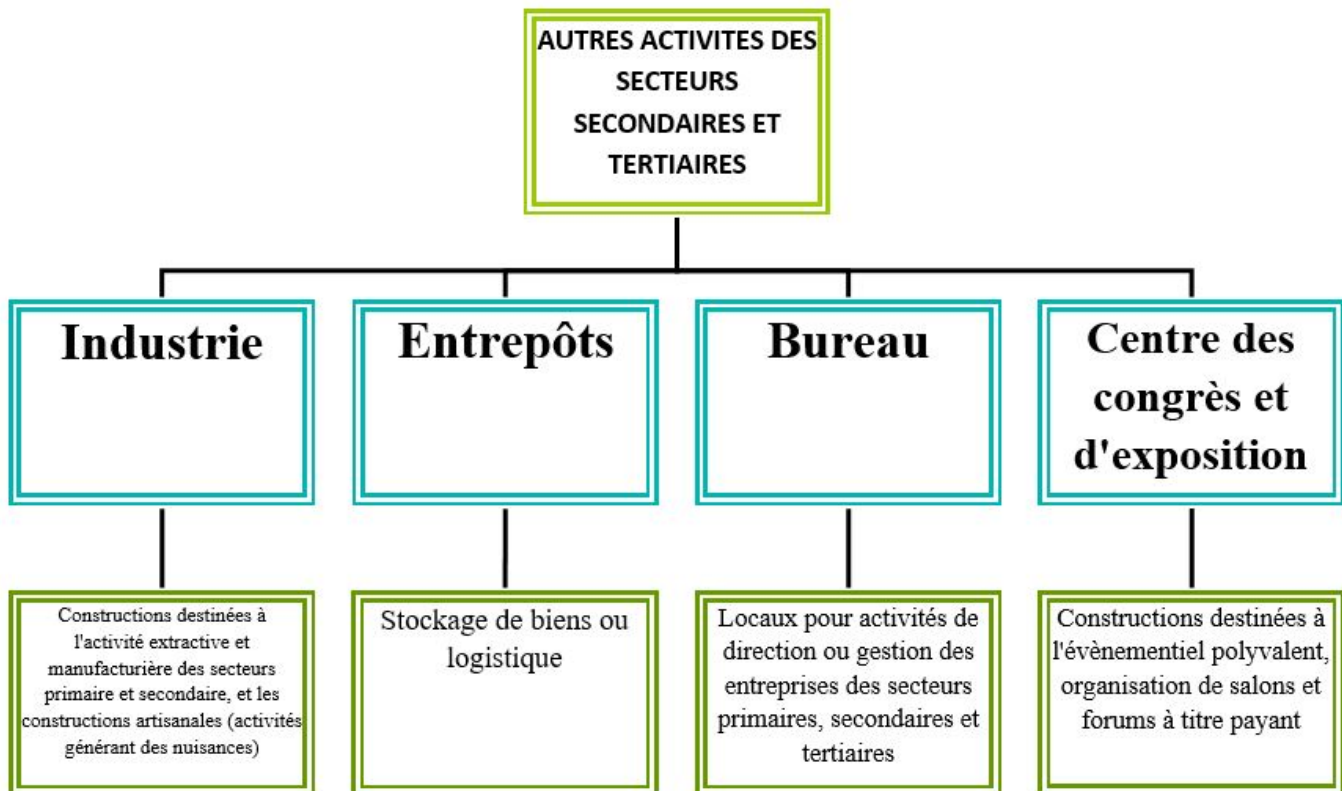 AUTRES ACTIVITES DES
SECTEURS
SECONDAIRES ET
TERTIAIRES
Industrie
Entrepôts
Bureau
Centre des
congrès et
d'exposition
Constructions destinées à
l'activité extractive et
manufacturière des secteurs
primaire et secondaire, et les
constructions artisanales (activités
générant des nuisances)
Stockage de biens ou
logistique
Locaux pour activités de
direction ou gestion des
entreprises des secteurs
primaires, secondaires et
tertiaires
Constructions destinées à
l'évènementiel polyvalent,
organisation de salons et
forums à titre payant